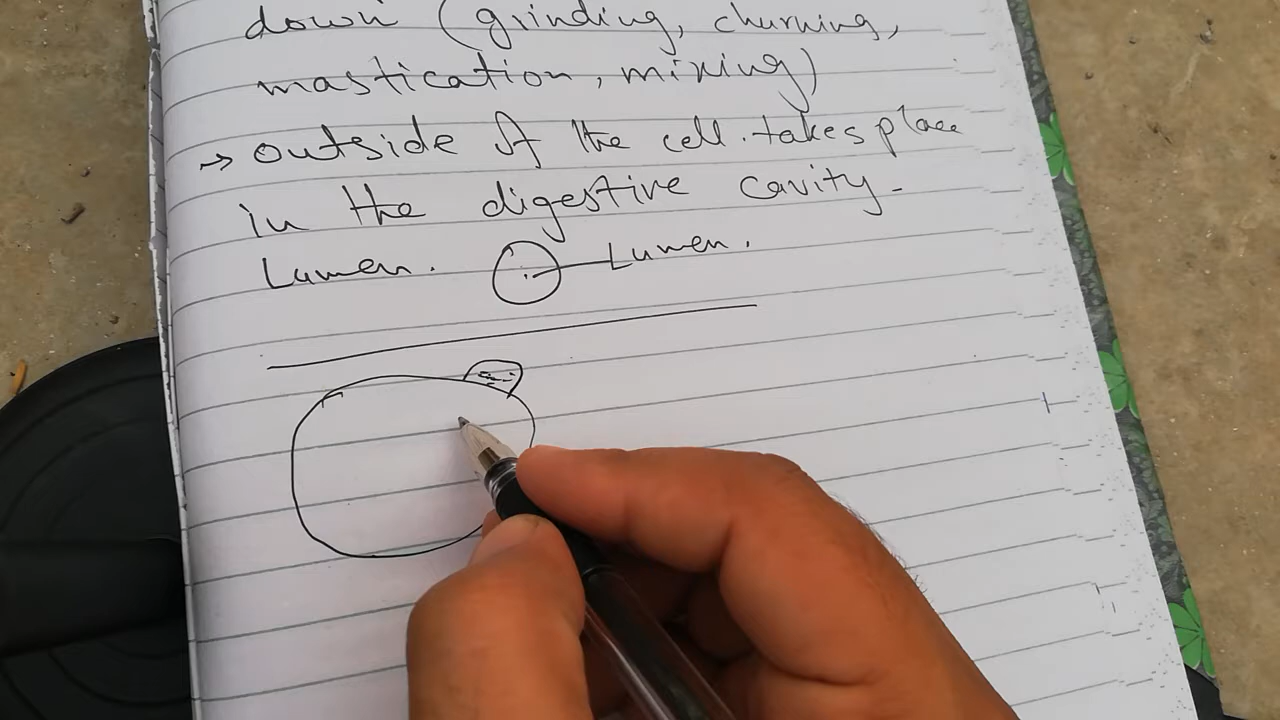 down (grinding, churning,
mastication, mixing)
→ outside of the cell. takes place
in the digestive cavity-
Lumen. Lumen.